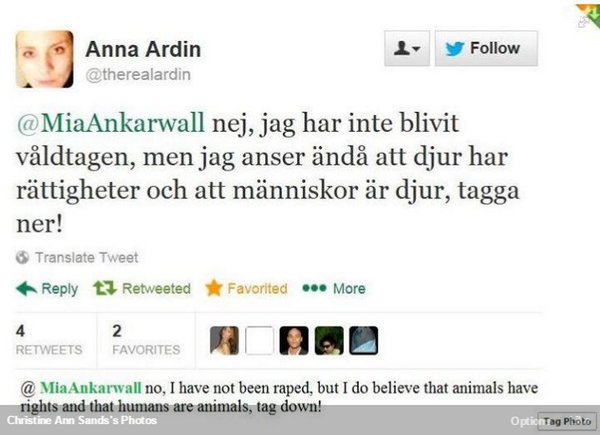 Anna Ardin
@therealardin
Follow
@MiaAnkarwall nej, jag har inte blivit
våldtagen, men jag anser ändå att djur har
rättigheter och att människor är djur, tagga
ner!
Translate Tweet
Reply Retweeted Favorited More
4 2
RETWEETS FAVORITES
@ MiaAnkarwall no, I have not been raped, but I do believe that animals have
rights and that humans are animals, tag down!
Christine Ann Sands's Photos
Tag Photo